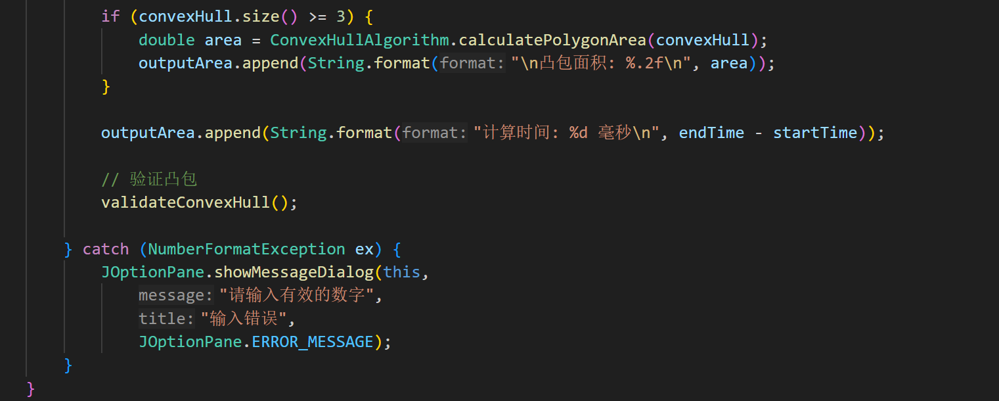 if (convexHull.size() >= 3) {
double area = ConvexHullAlgorithm.calculatePolygonArea(convexHull);
outputArea.append(String.format(format: "\n凸包面积: %.2f\n", area));
}
outputArea.append(String.format(format: "计算时间: %d 毫秒\n", endTime - startTime));
// 验证凸包
validateConvexHull();
} catch (NumberFormatException ex) {
JOptionPane.showMessageDialog(this,
message: "请输入有效的数字",
title: "输入错误",
JOptionPane.ERROR_MESSAGE);
}
}